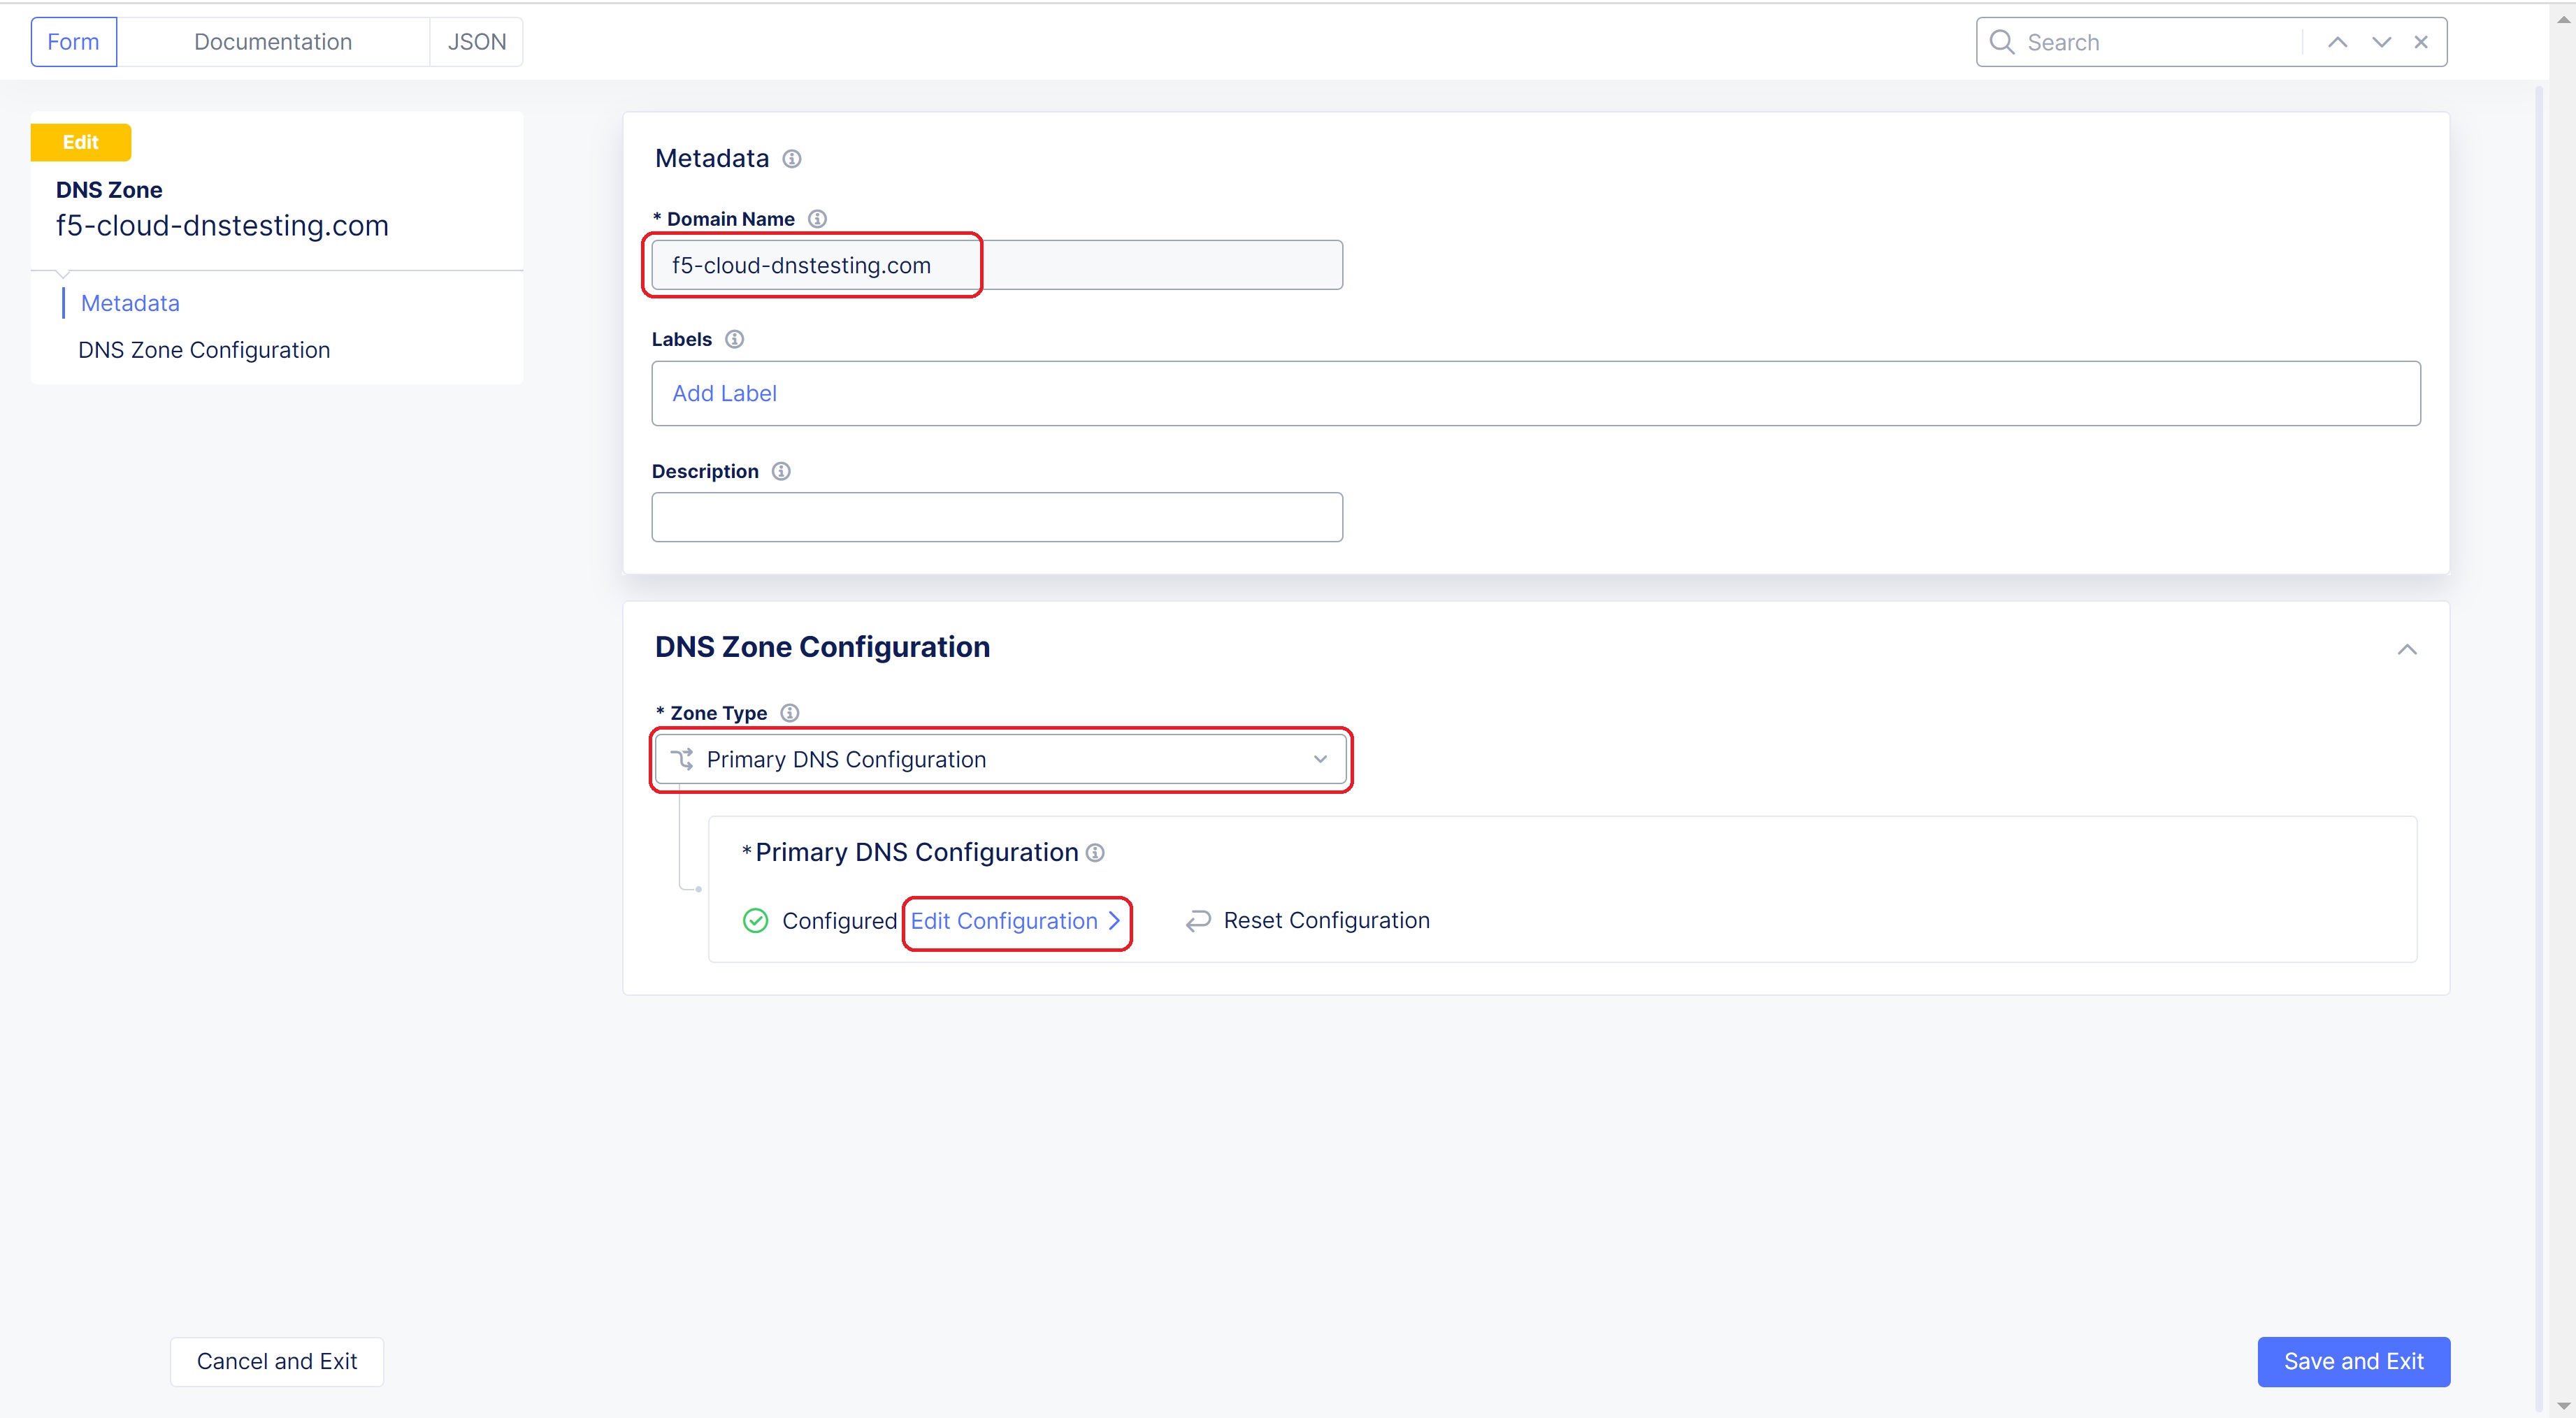 Form
Documentation
JSON
Search
Edit
DNS Zone
f5-cloud-dnstesting.com
Metadata
DNS Zone Configuration
Metadata
* Domain Name
f5-cloud-dnstesting.com
Labels
Add Label
Description
DNS Zone Configuration
* Zone Type
Primary DNS Configuration
* Primary DNS Configuration
Configured Edit Configuration Reset Configuration
Cancel and Exit
Save and Exit